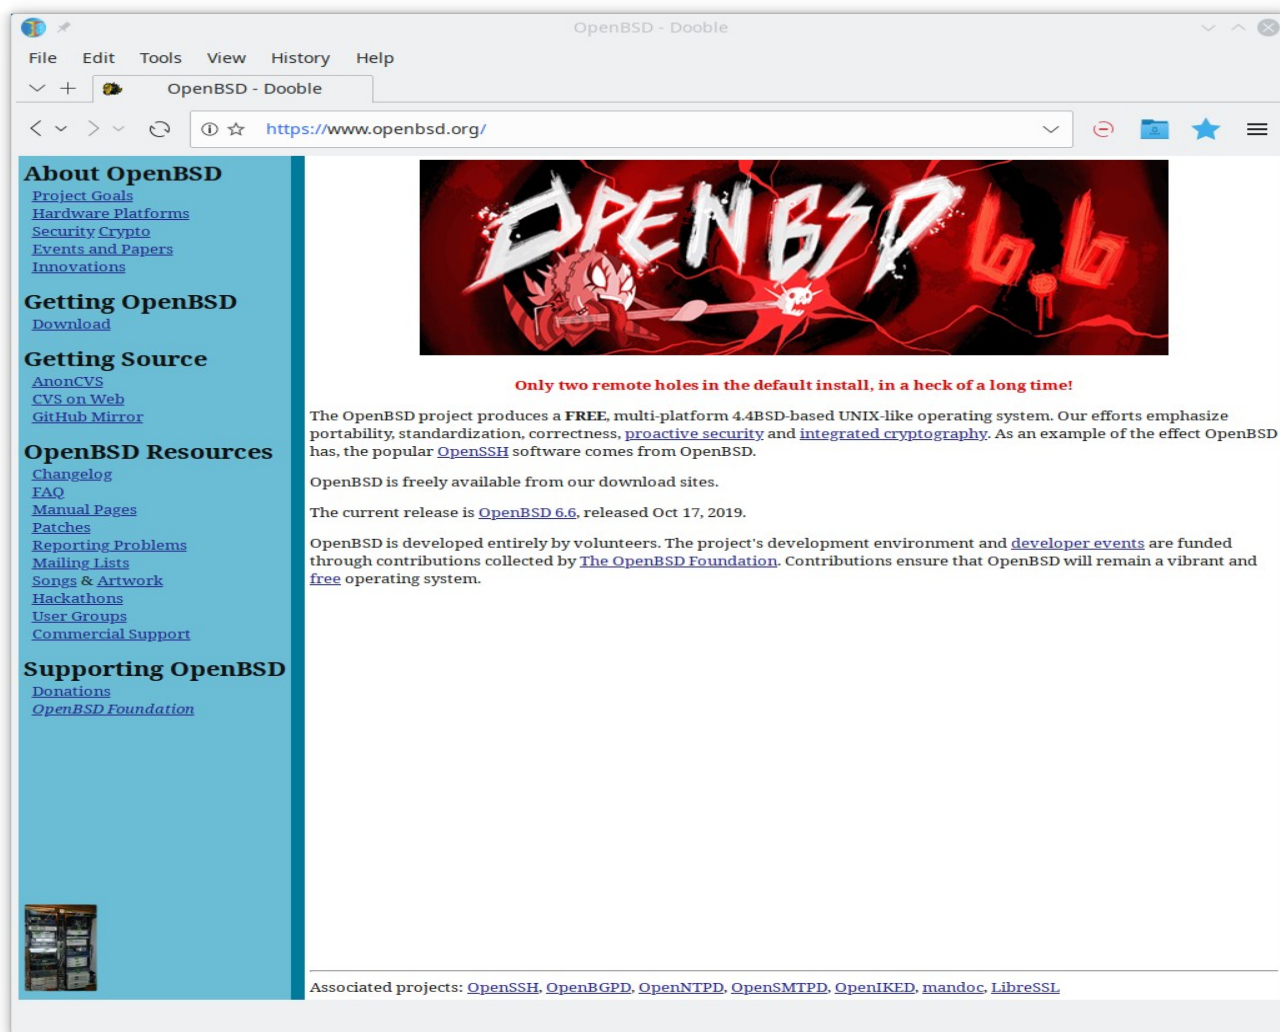 OpenBSD - Dooble
File Edit Tools View History Help
OpenBSD - Dooble
https://www.openbsd.org/
About OpenBSD
Project Goals
Hardware Platforms
Security Crypto
Events and Papers
Innovations
Getting OpenBSD
Download
Getting Source
AnonCVS
CVS on Web
GitHub Mirror
OpenBSD Resources
Changelog
FAQ
Manual Pages
Patches
Reporting Problems
Mailing Lists
Songs & Artwork
Hackathons
User Groups
Commercial Support
Supporting OpenBSD
Donations
OpenBSD Foundation
OPENBSD 6.6
Only two remote holes in the default install, in a heck of a long time!
The OpenBSD project produces a FREE, multi-platform 4.4BSD-based UNIX-like operating system. Our efforts emphasize
portability, standardization, correctness, proactive security and integrated cryptography. As an example of the effect OpenBSD
has, the popular OpenSSH software comes from OpenBSD.
OpenBSD is freely available from our download sites.
The current release is OpenBSD 6.6, released Oct 17, 2019.
OpenBSD is developed entirely by volunteers. The project's development environment and developer events are funded
through contributions collected by The OpenBSD Foundation. Contributions ensure that OpenBSD will remain a vibrant and
free operating system.
Associated projects: OpenSSH, OpenBGPD, OpenNTPD, OpenSMTPD, OpenIKED, mandoc, LibreSSL